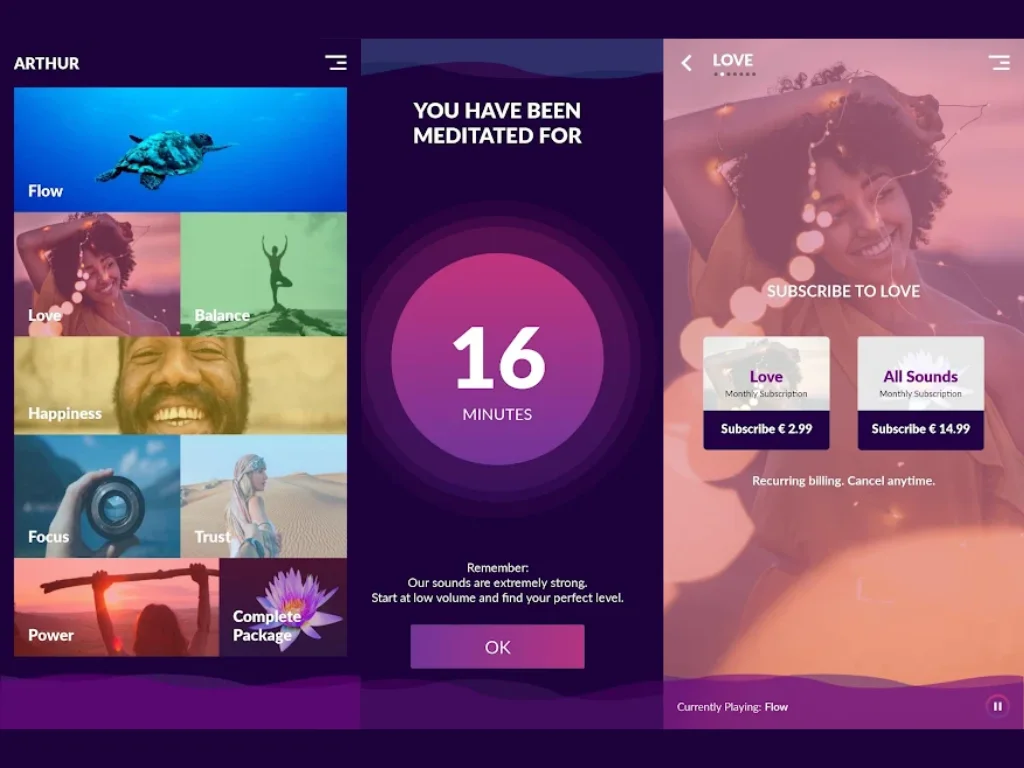 ARTHUR
Flow
Love
Balance
Happiness
Focus
Trust
Power
Complete
Package
YOU HAVE BEEN
MEDITATED FOR
16
MINUTES
Remember:
Our sounds are extremely strong.
Start at low volume and find your perfect level.
OK
LOVE
SUBSCRIBE TO LOVE
Love
Monthly Subscription
Subscribe € 2.99
All Sounds
Monthly Subscription
Subscribe € 14.99
Recurring billing. Cancel anytime.
Currently Playing: Flow